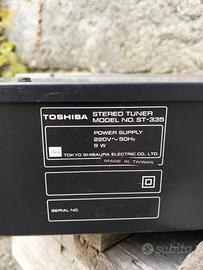 TOSHIBA STEREO TUNER
MODEL NO. ST-335
POWER SUPPLY
220V~50Hz
9 W
TOKYO SHIBAURA ELECTRIC CO., LTD.
MADE IN TAIWAN
SERIAL NO.
subito